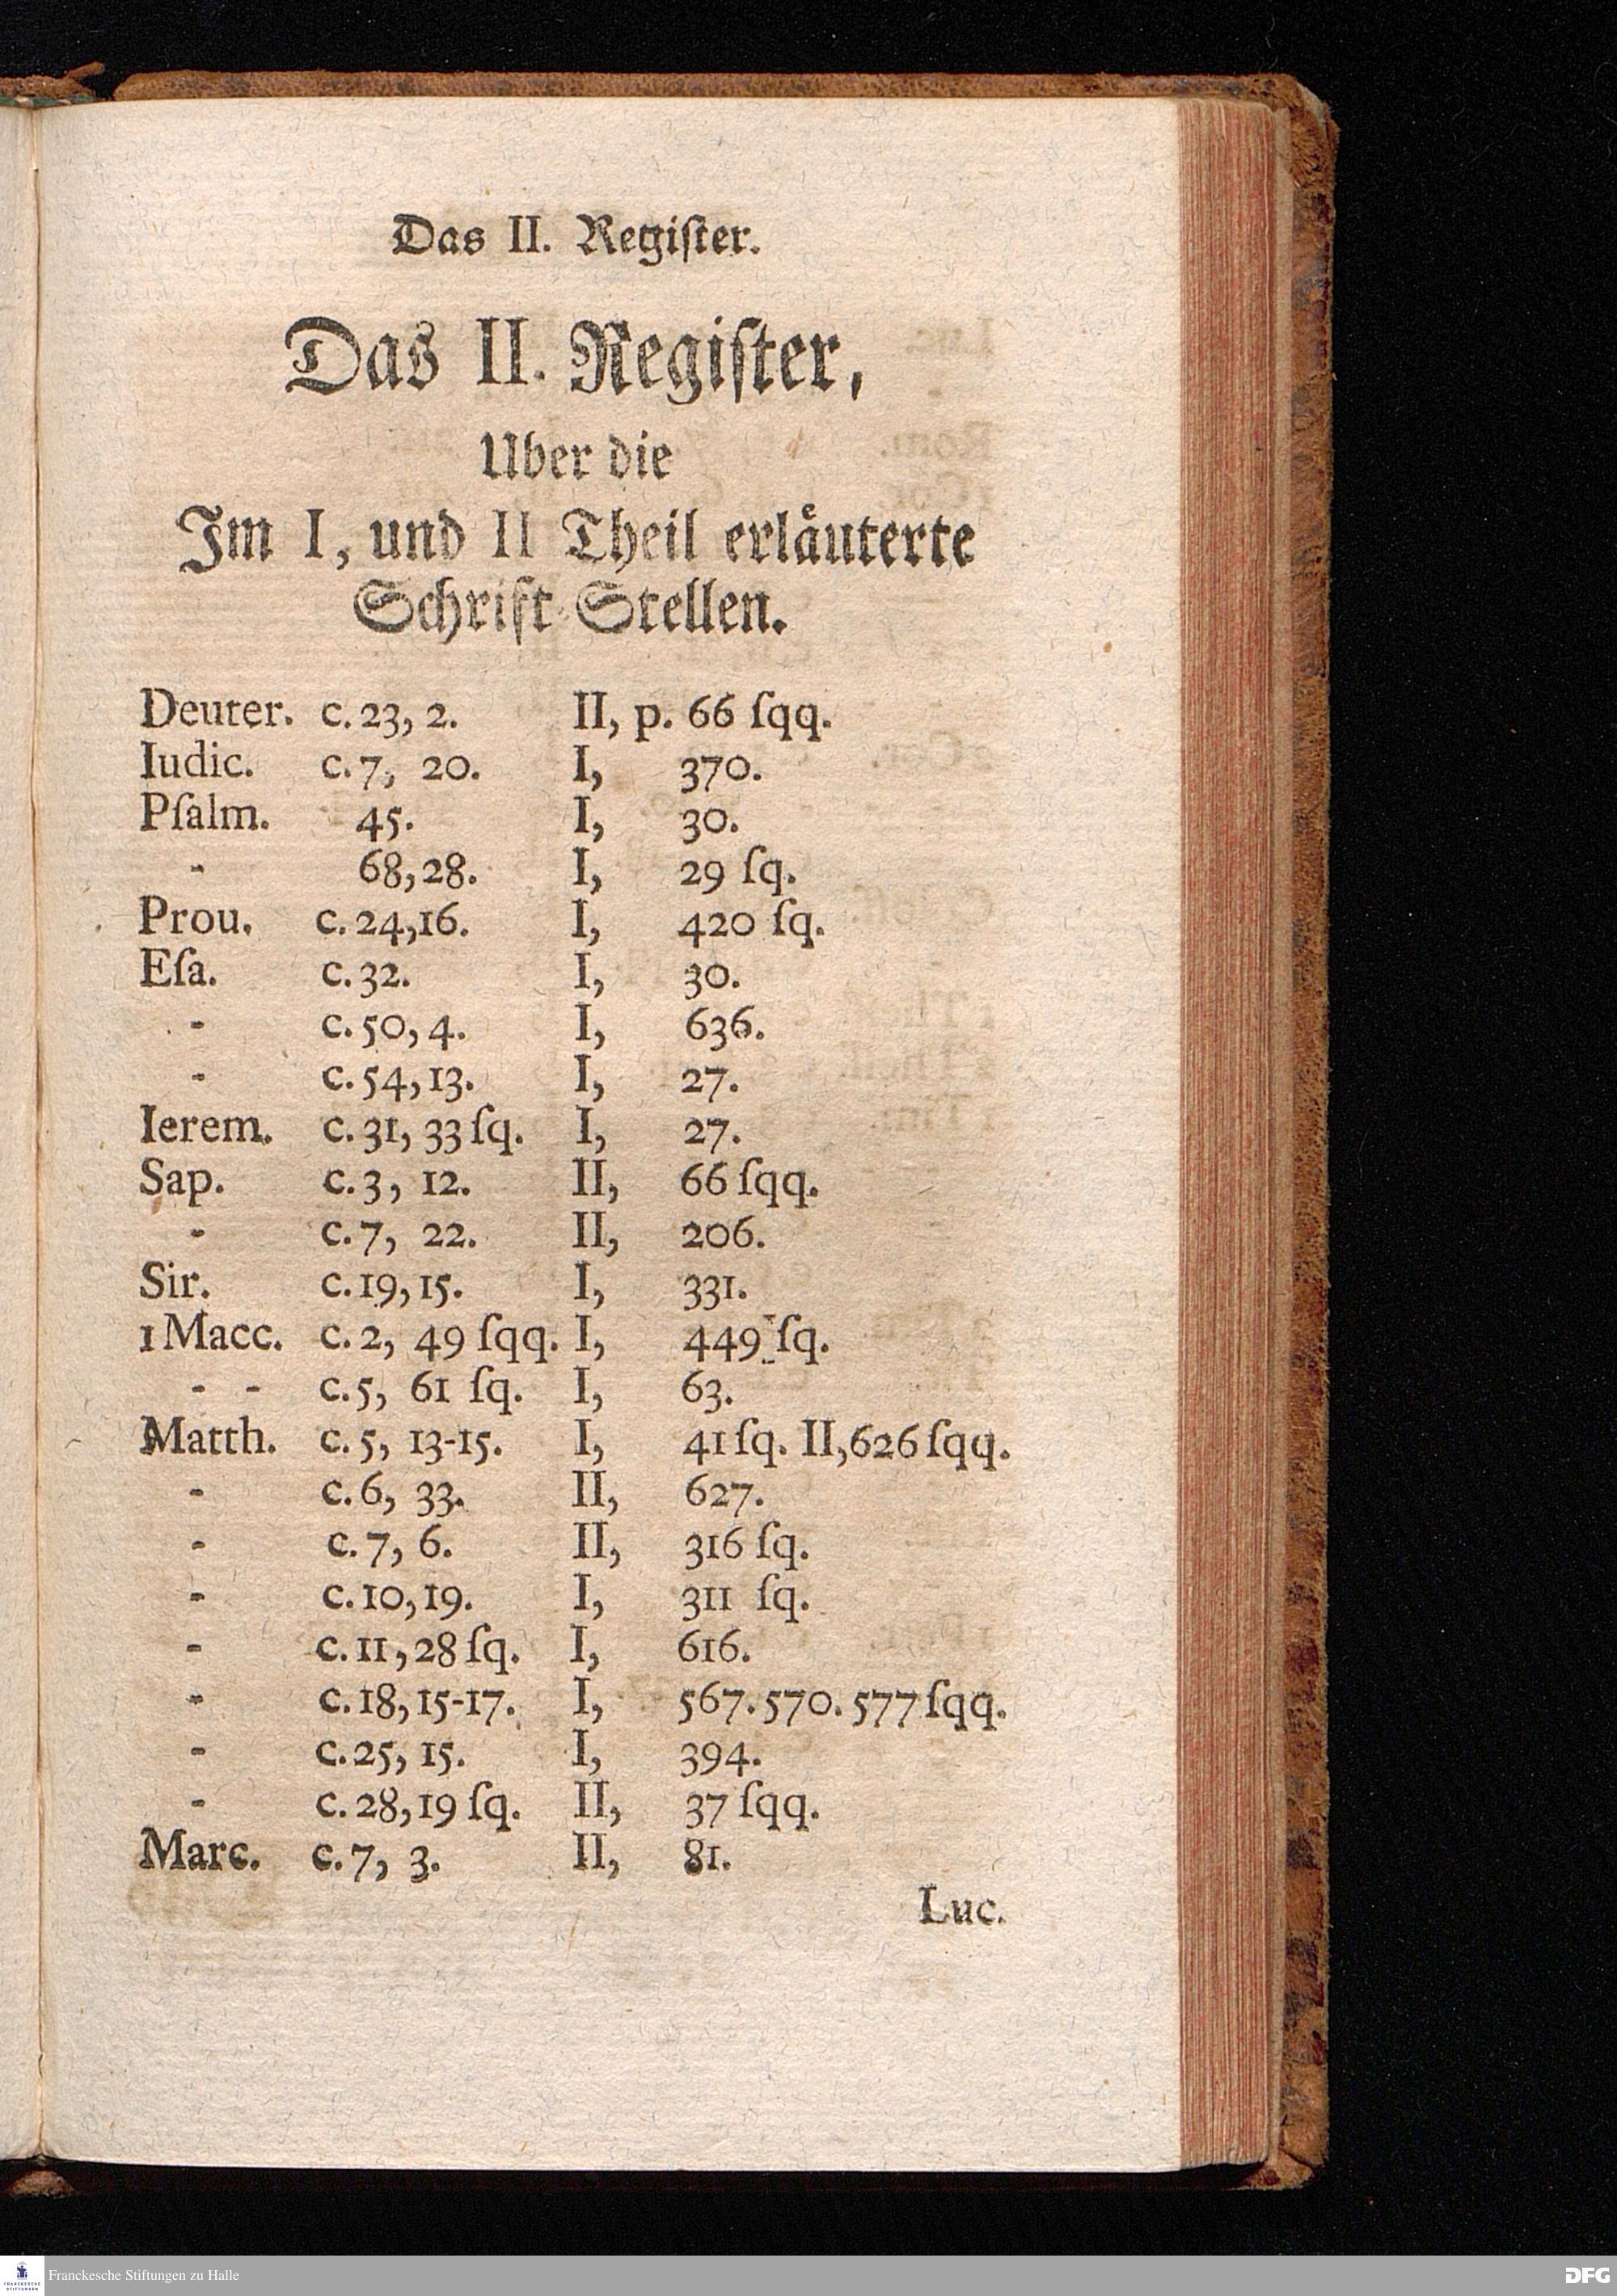 Das II. Regiſter.
Das II. Regiſter,
Uber die
Im I, und II Theil erlaͤuterte
Schrift Stellen.
Deuter. c. 23, 2. II, p. 66 ſqq.
Iudic. c. 7, 20. I, 370.
Pſalm. 45. I, 30.
- 68, 28. I, 29 ſq.
Prou. c. 24, 16. I, 420 ſq.
Eſa. c. 32. I, 30.
- c. 50, 4. I, 636.
- c. 54, 13. I, 27.
Ierem. c. 31, 33 ſq. I, 27.
Sap. c. 3, 12. II, 66 ſqq.
- c. 7, 22. II, 206.
Sir. c. 19, 15. I, 331.
1 Macc. c. 2, 49 ſqq. I, 449 ſq.
- - c. 5, 61 ſq. I, 63.
Matth. c. 5, 13-15. I, 41 ſq. II, 626 ſqq.
- c. 6, 33. II, 627.
- c. 7, 6. II, 316 ſq.
- c. 10, 19. I, 311 ſq.
- c. 11, 28 ſq. I, 616.
- c. 18, 15-17. I, 567. 570. 577 ſqq.
- c. 25, 15. I, 394.
- c. 28, 19 ſq. II, 37 ſqq.
Marc. c. 7, 3. II, 81.
Luc.
FRANCKESCHE STIFTUNGEN
Franckesche Stiftungen zu Halle
DFG